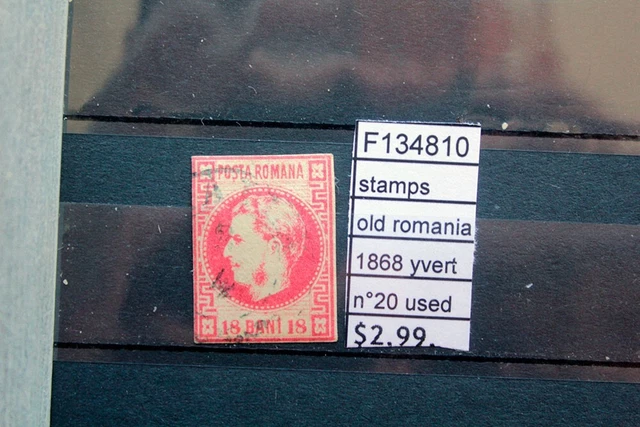 POSTA ROMANA
18 BANI 18
F134810
stamps
old romania
1868 yvert
n°20 used
$2.99.